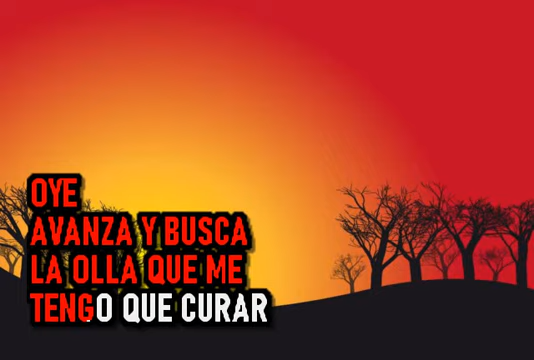 OYE
AVANZA Y BUSCA
LA OLLA QUE ME
TENGO QUE CURAR